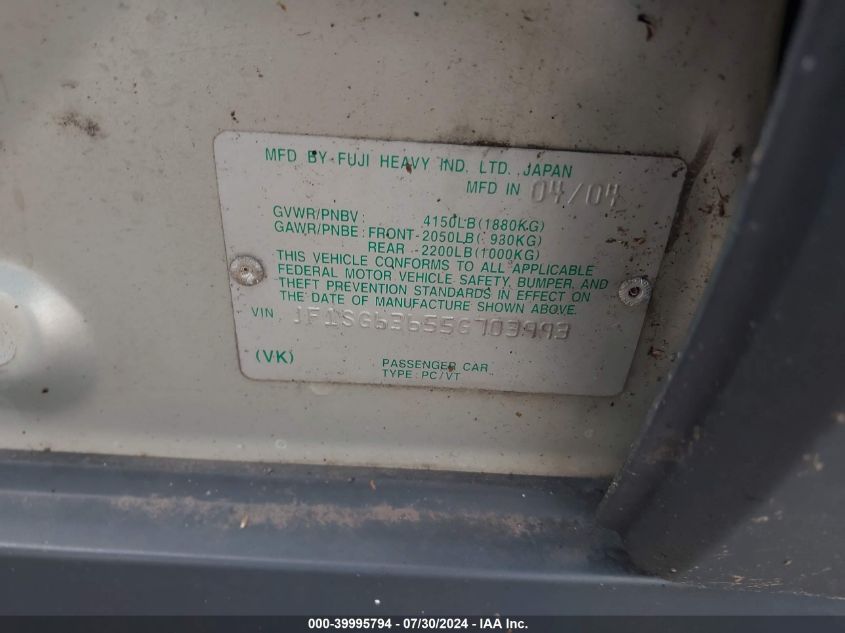 MFD BY FUJI HEAVY IND. LTD. JAPAN
MFD IN 04/04
GVWR/PNBV : 4150LB(1880KG)
GAWR/PNBE : FRONT-2050LB( 930KG)
REAR -2200LB(1000KG)
THIS VEHICLE CONFORMS TO ALL APPLICABLE
FEDERAL MOTOR VEHICLE SAFETY, BUMPER, AND
THEFT PREVENTION STANDARDS IN EFFECT ON
THE DATE OF MANUFACTURE SHOWN ABOVE.
VIN. JF1SG63655G703993
(VK) PASSENGER CAR
TYPE: PC/VT
000-39995794 / 07/30/2024 - IAA Inc.